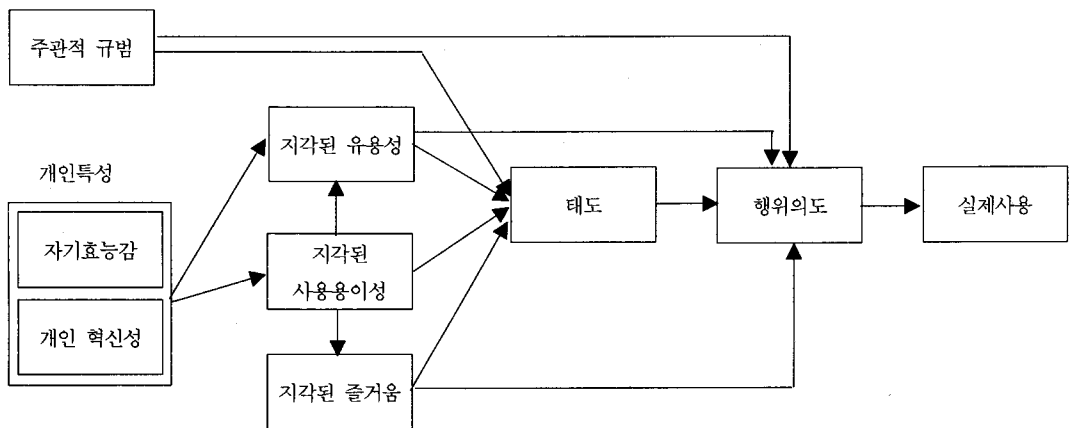 주관적 규범
지각된 유용성
개인특성
자기효능감
개인 혁신성
지각된
사용용이성
지각된 즐거움
태도
행위의도
실제사용